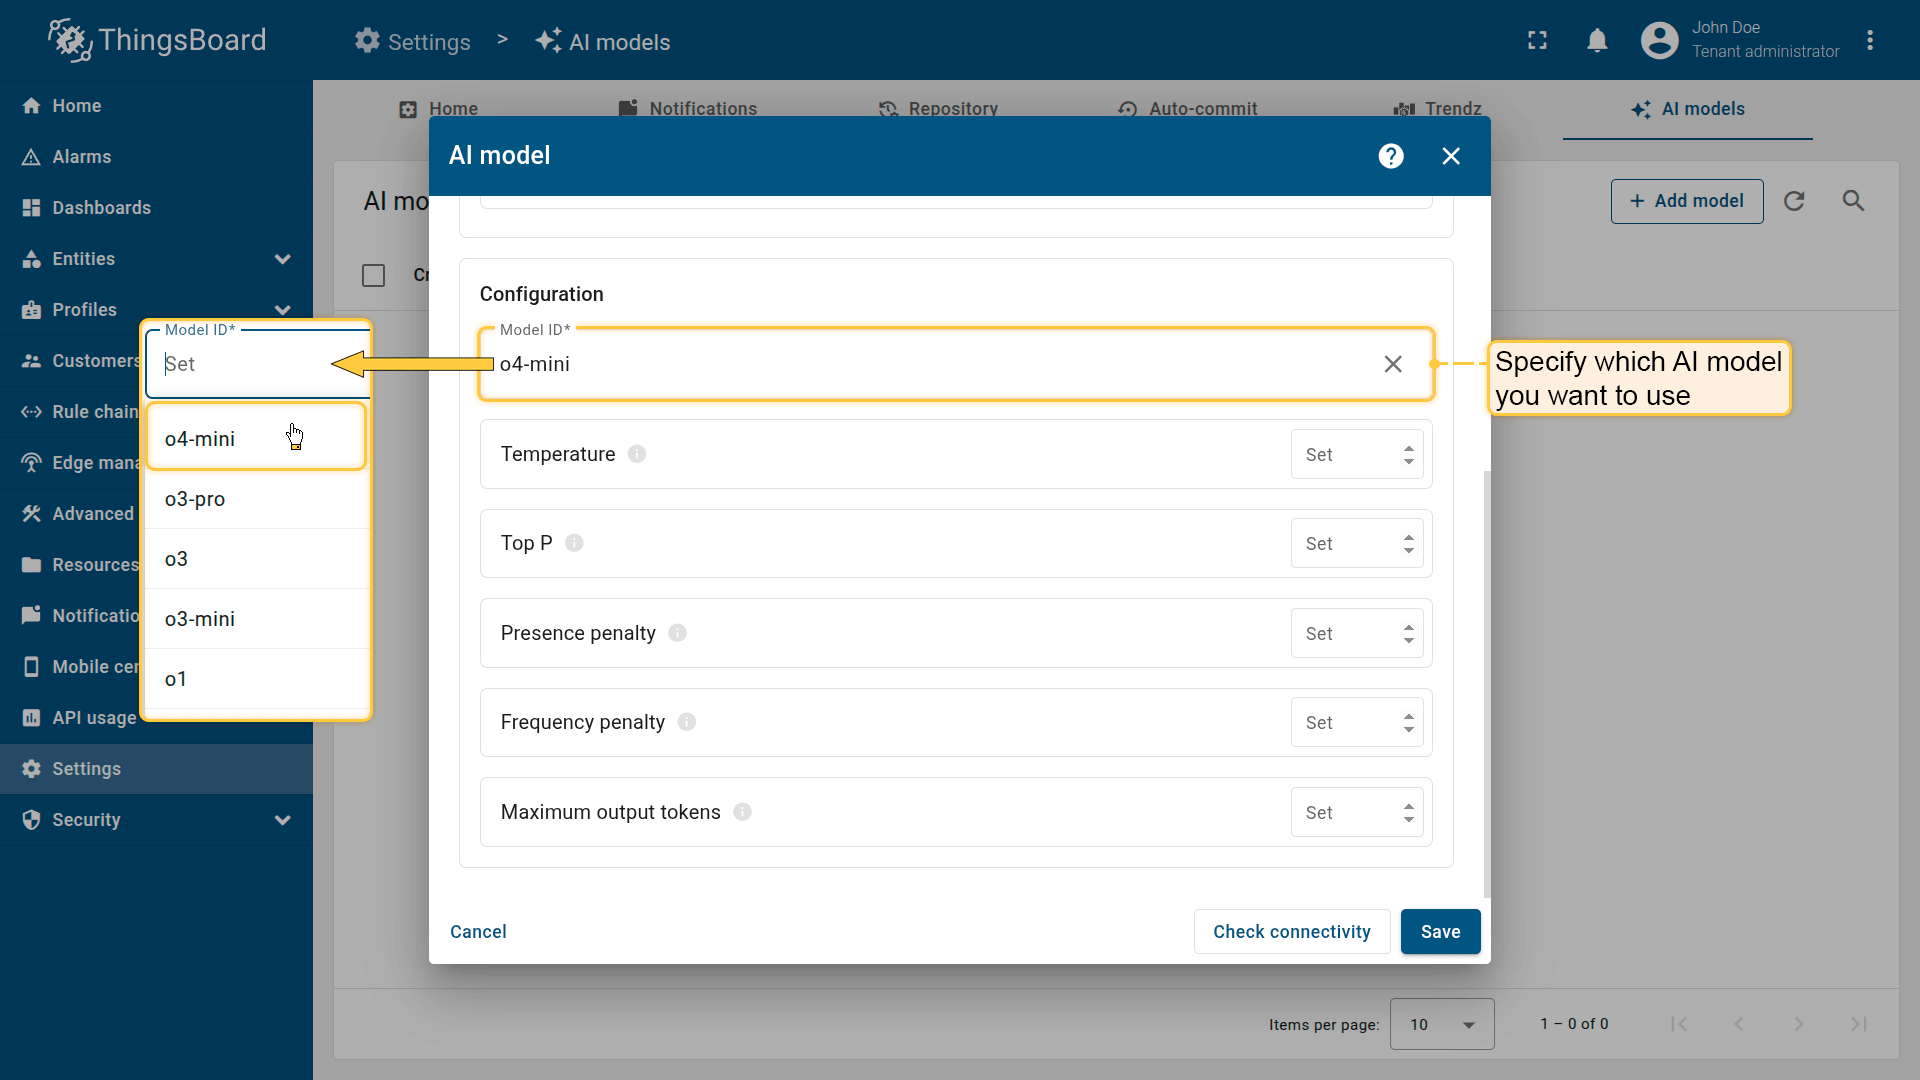 ThingsBoard
Settings > AI models
John Doe
Tenant administrator
Home
Alarms
Dashboards
Entities
Profiles
Customers
Rule chain
Edge mana
Advanced
Resources
Notificatio
Mobile cen
API usage
Settings
Security
Home
Notifications
Repository
Auto-commit
Trendz
AI models
AI mo
+ Add model
Cr
AI model
?
Configuration
Model ID*
o4-mini
Temperature
Set
Top P
Set
Presence penalty
Set
Frequency penalty
Set
Maximum output tokens
Set
Cancel
Check connectivity
Save
Model ID*
Set
o4-mini
o3-pro
o3
o3-mini
o1
Specify which AI model
you want to use
Items per page:
10
1 – 0 of 0